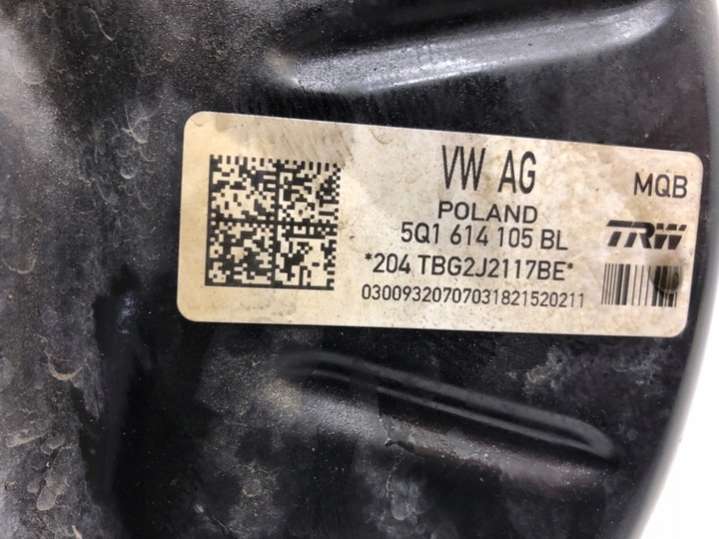 VW AG
MQB
POLAND
5Q1 614 105 BL
TRW
*204 TBG2J2117BE*
03009320707031821520211